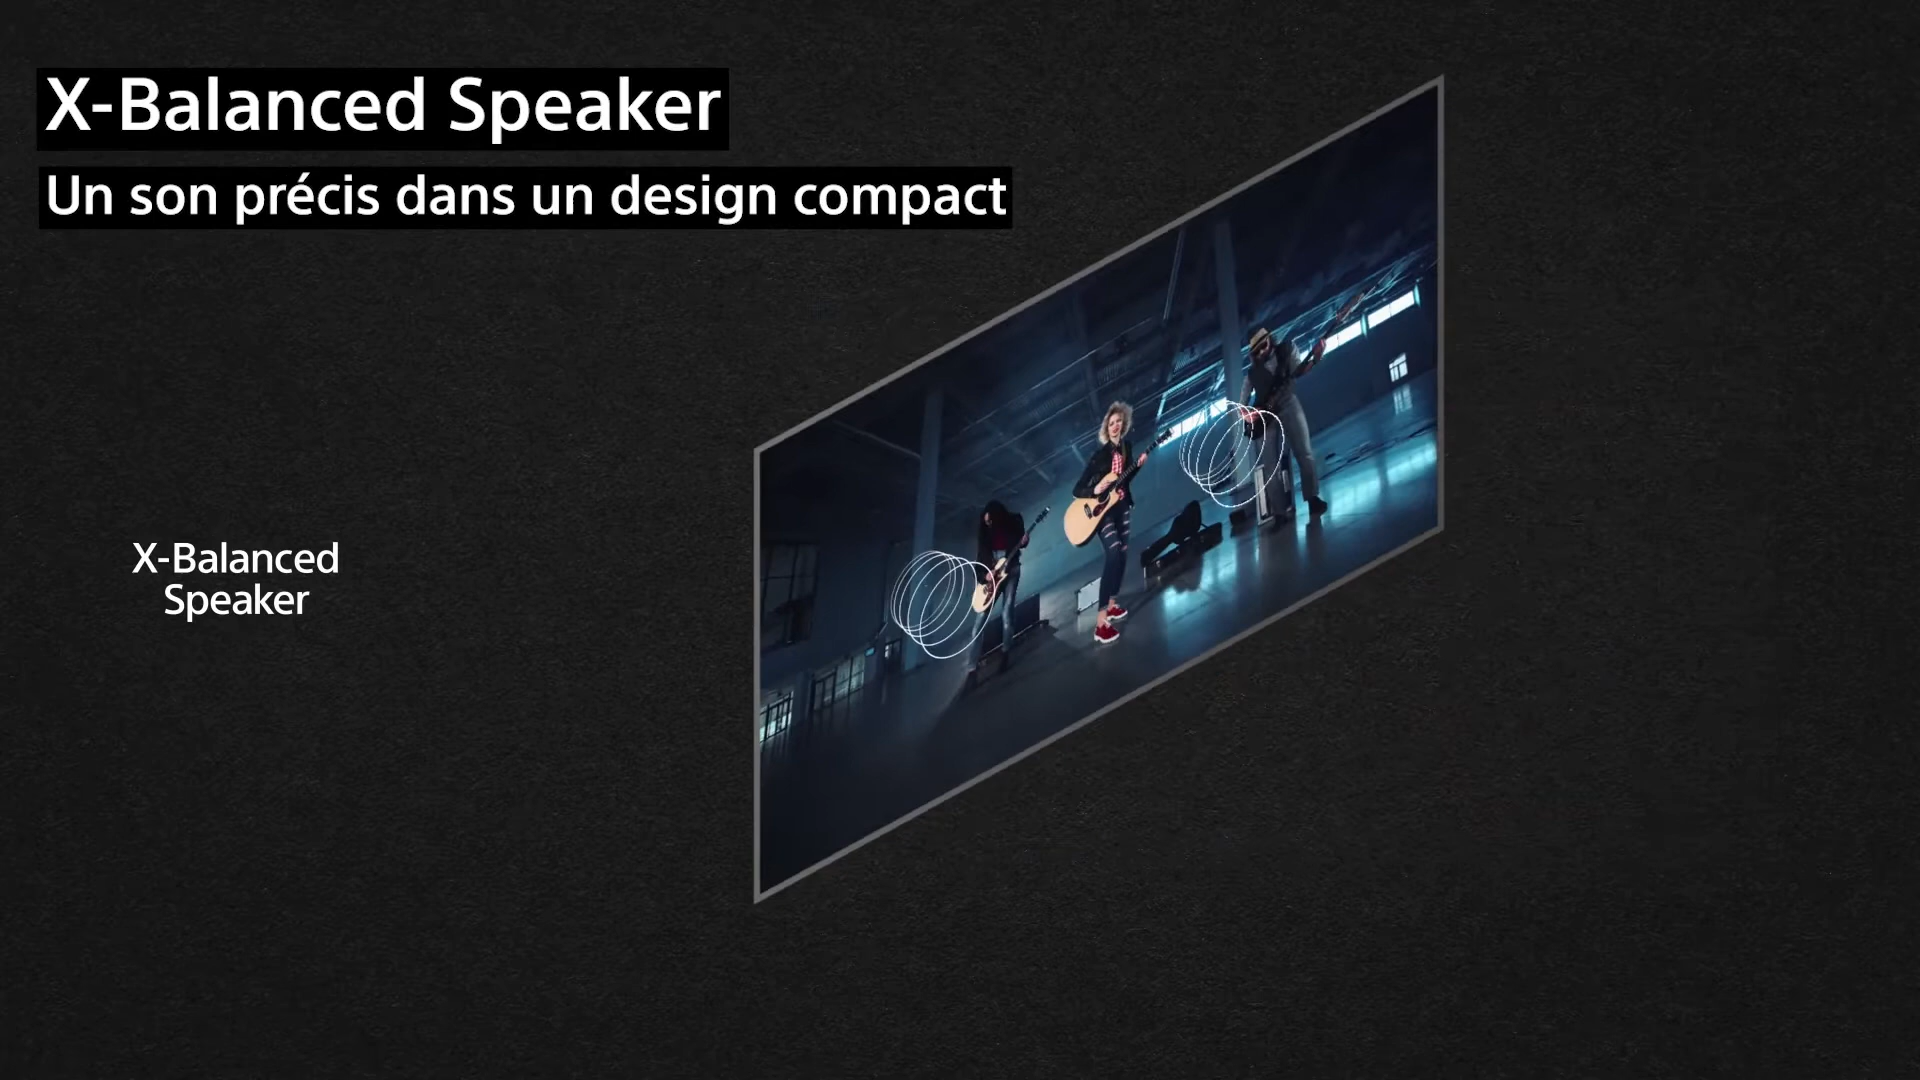 X-Balanced Speaker
Un son précis dans un design compact
X-Balanced
Speaker